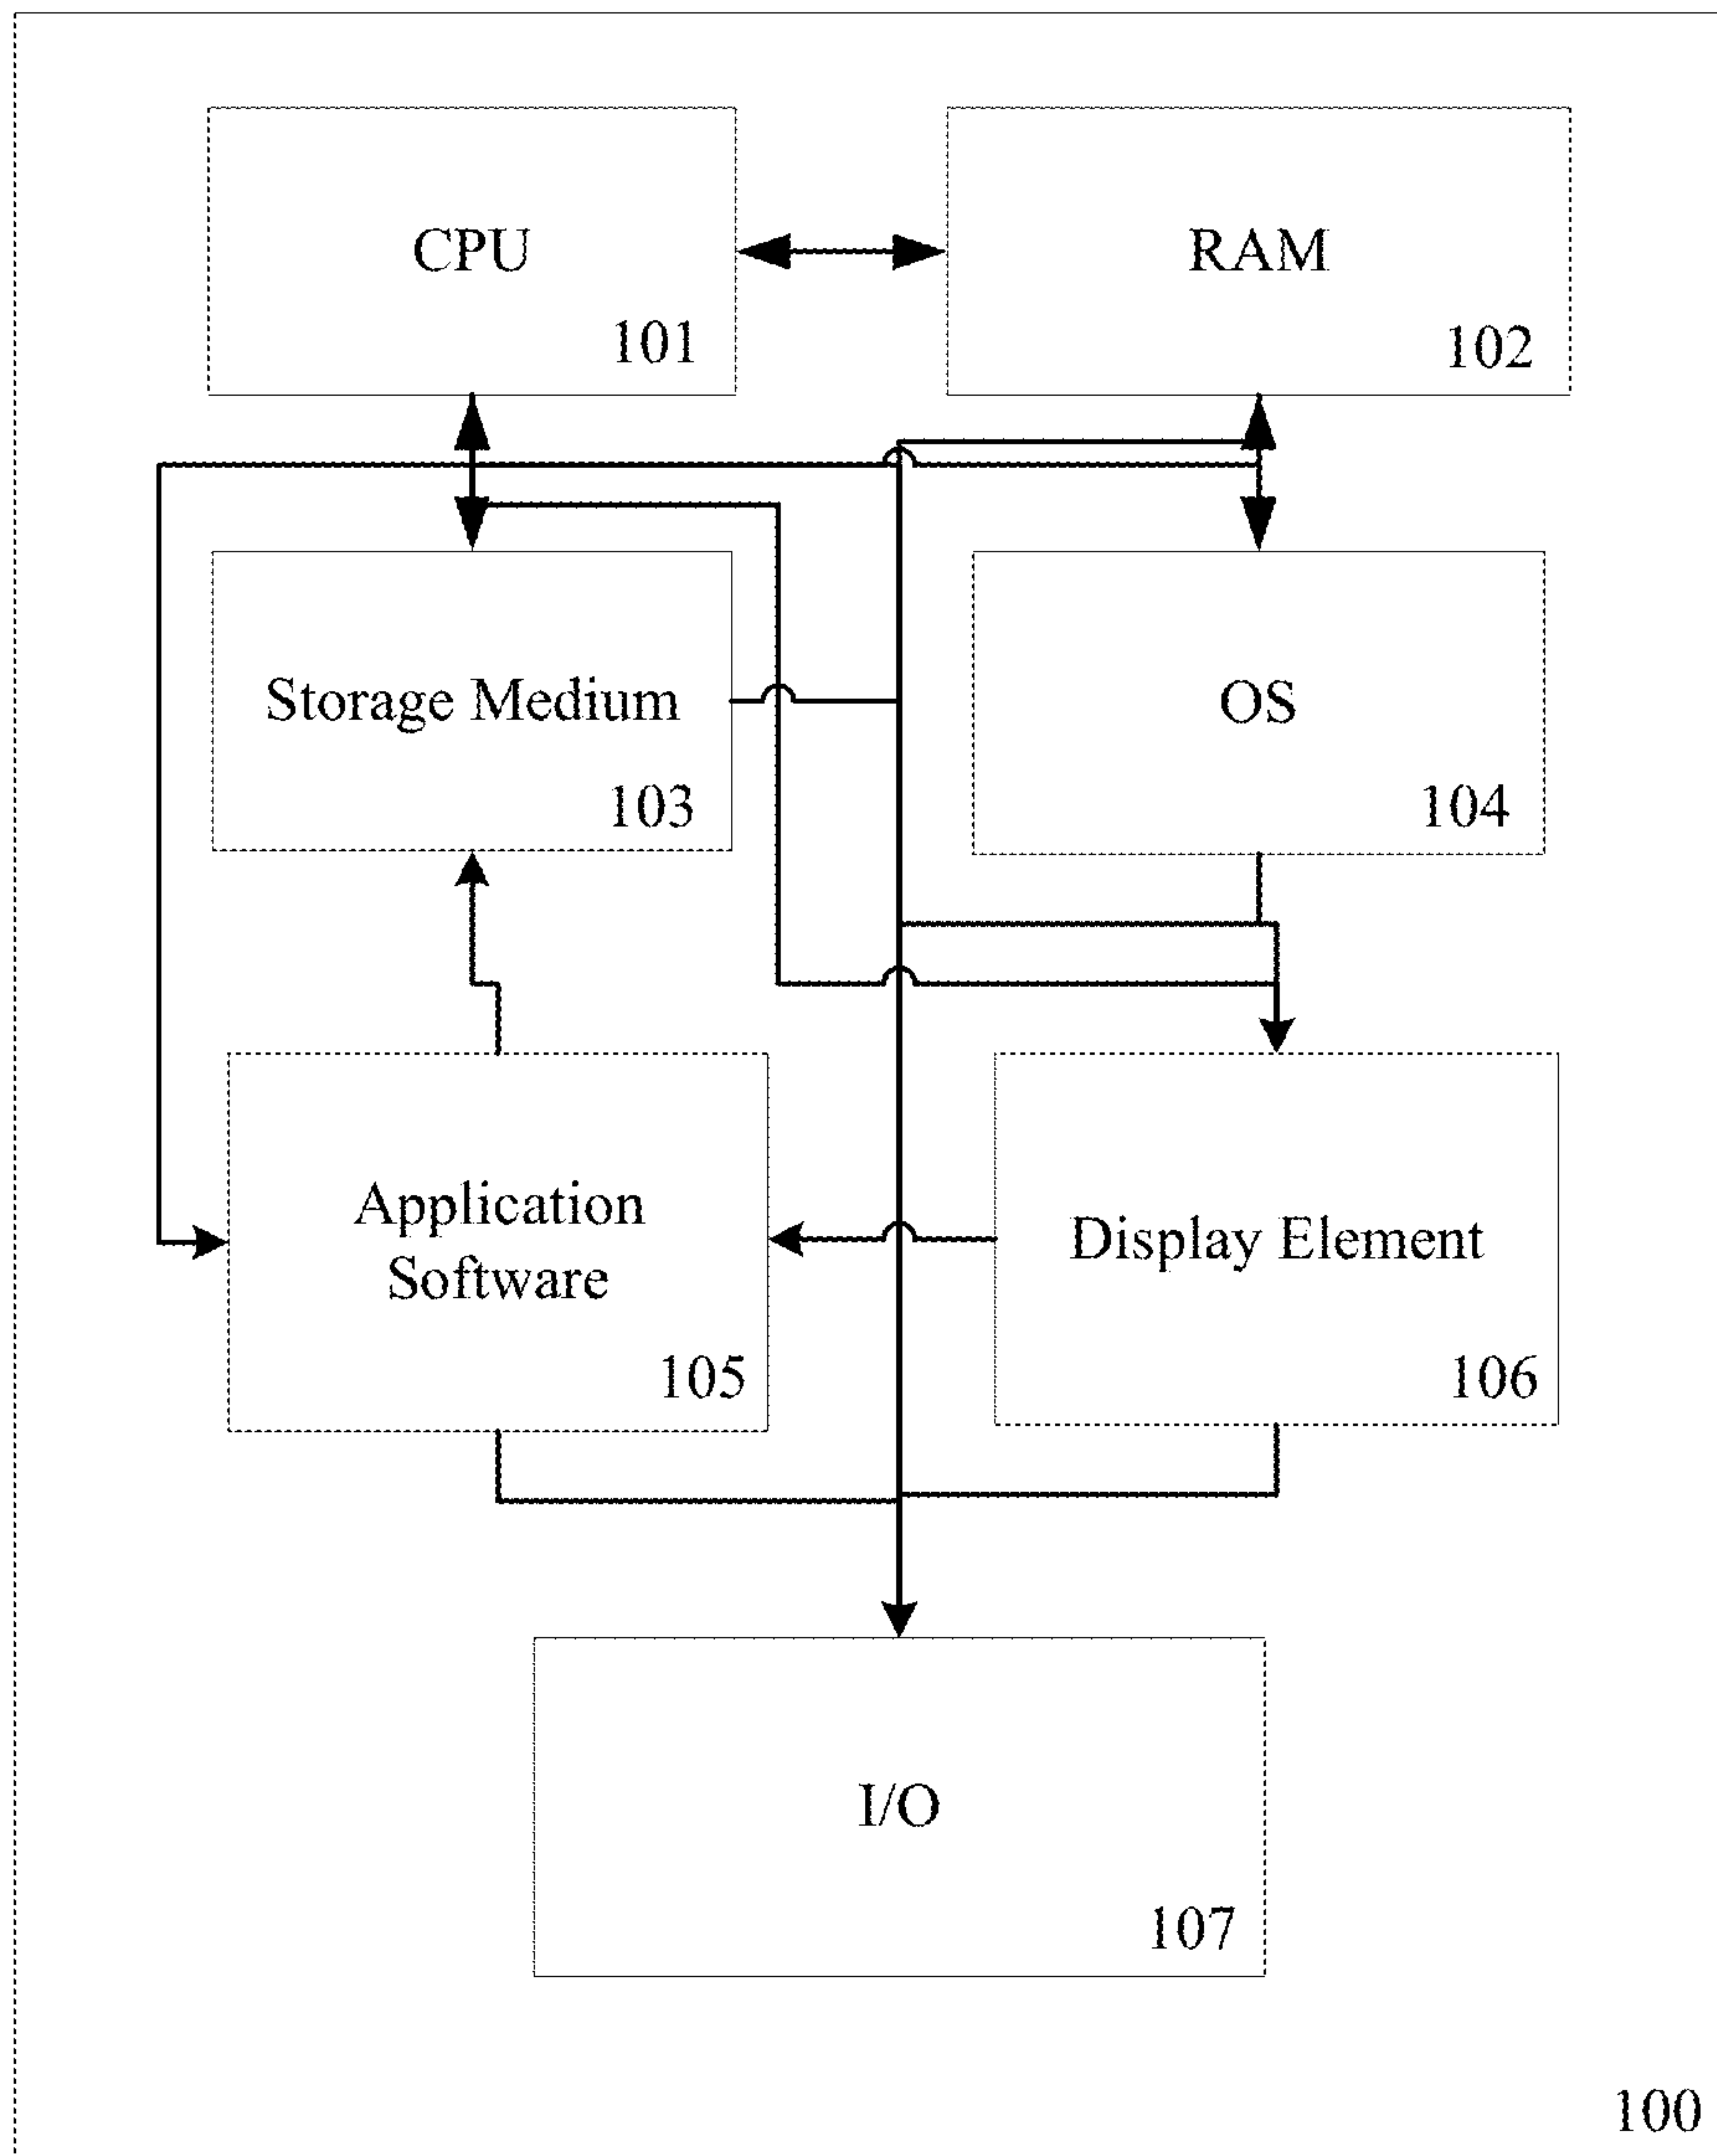 CPU
101
RAM
102
Storage Medium
103
OS
104
Application
Software
105
Display Element
106
I/O
107
100